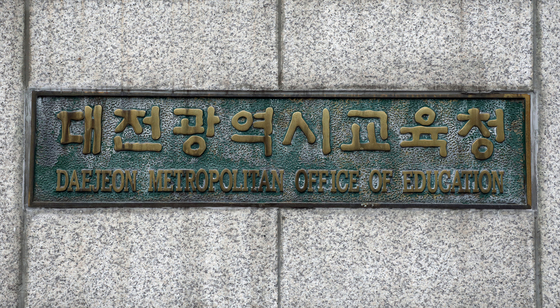 대전광역시교육청
DAEJEON METROPOLITAN OFFICE OF EDUCATION